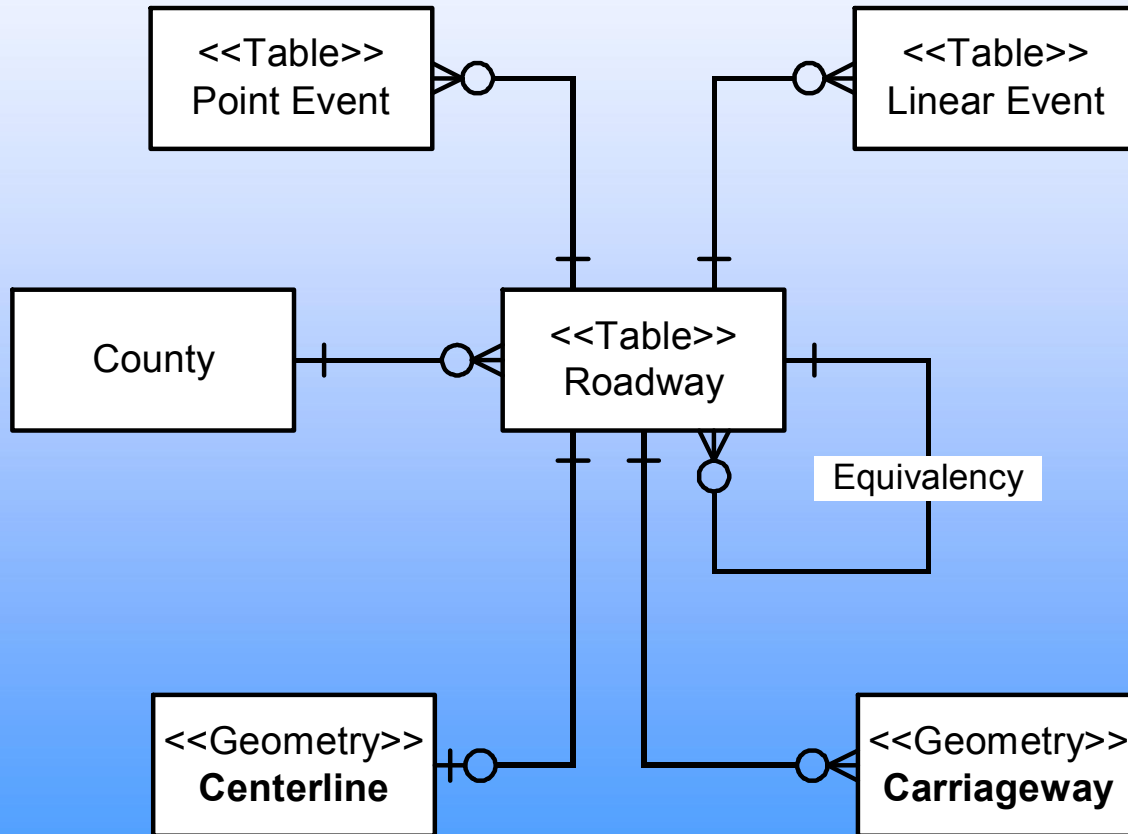 <<Table>>
Point Event
<<Table>>
Linear Event
County
<<Table>>
Roadway
Equivalency
<<Geometry>>
Centerline
<<Geometry>>
Carriageway